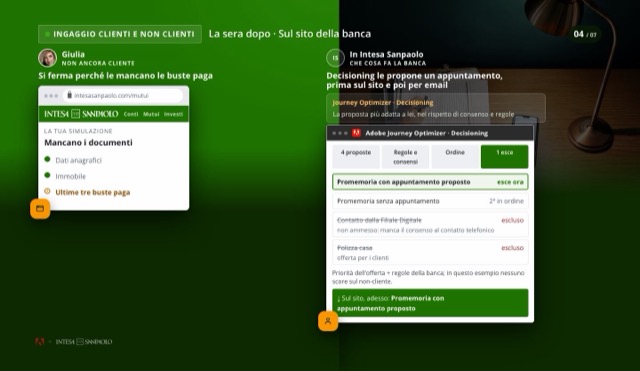 INGAGGIO CLIENTI E NON CLIENTI
La sera dopo · Sul sito della banca
04 / 07
Giulia
NON ANCORA CLIENTE
Si ferma perché le mancano le buste paga
intesasanpaolo.com/mutui
INTESA SANPAOLO Conti Mutui Investi
LA TUA SIMULAZIONE
Mancano i documenti
Dati anagrafici
Immobile
Ultime tre buste paga
IS
In Intesa Sanpaolo
CHE COSA FA LA BANCA
Decisioning le propone un appuntamento,
prima sul sito e poi per email
Journey Optimizer · Decisioning
La proposta più adatta a lei, nel rispetto di consenso e regole
Adobe Journey Optimizer · Decisioning
4 proposte
Regole e
consensi
Ordine
1 esce
Promemoria con appuntamento proposto esce ora
Promemoria senza appuntamento 2° in ordine
Contatto dalla Filiale Digitale escluso
non ammesso: manca il consenso al contatto telefonico
Polizza casa escluso
offerta per i clienti
Priorità dell'offerta + regole della banca; in questo esempio nessuno
score sul non-cliente.
↓ Sul sito, adesso: Promemoria con
appuntamento proposto
INTESA SANPAOLO